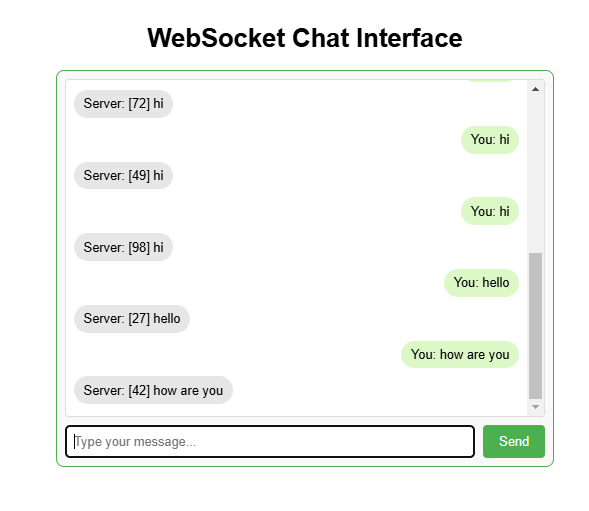 WebSocket Chat Interface
Server: [72] hi
You: hi
Server: [49] hi
You: hi
Server: [98] hi
You: hello
Server: [27] hello
You: how are you
Server: [42] how are you
Type your message...
Send